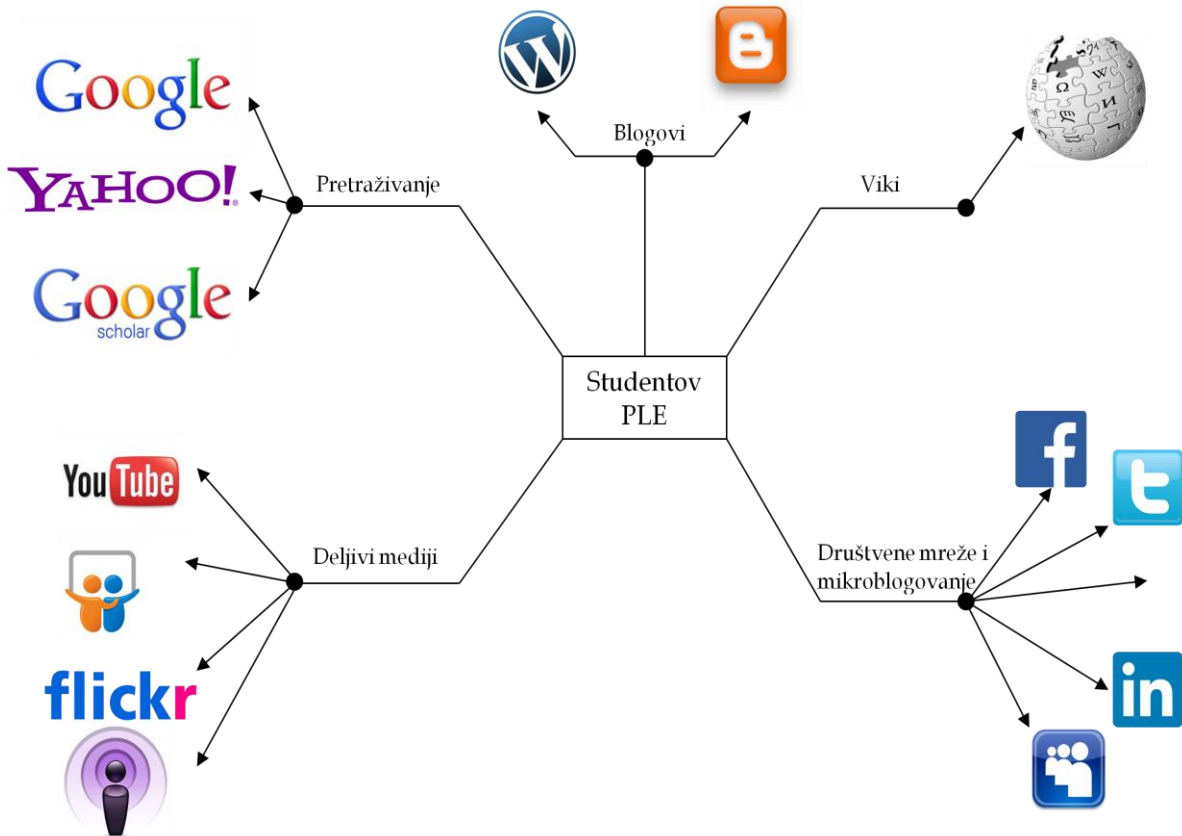 Google
Pretraživanje
YAHOO!
Google
scholar
Blogovi
Viki
Studentov
PLE
YouTube
Deljivi mediji
flickr
Društvene mreže i
mikroblogovanje
f
t
in
W
B
Ω
W
И